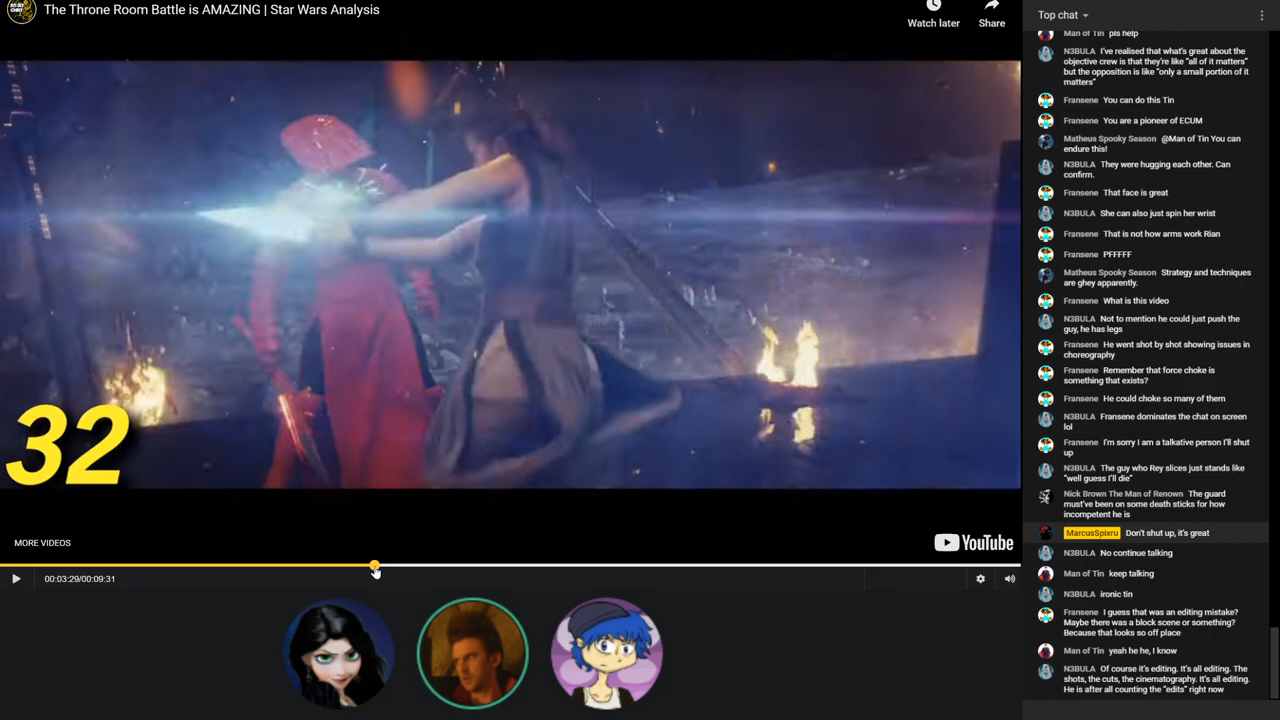 The Throne Room Battle is AMAZING | Star Wars Analysis
Watch later
Share
32
MORE VIDEOS
YouTube
00:03:29/00:09:31
Top chat
Man of Tin pls help
N3BULA I've realised that what's great about the
objective crew is that they're like "all of it matters"
but the opposition is like "only a small portion of it
matters"
Fransene You can do this Tin
Fransene You are a pioneer of ECUM
Matheus Spooky Season @Man of Tin You can
endure this!
N3BULA They were hugging each other. Can
confirm.
Fransene That face is great
N3BULA She can also just spin her wrist
Fransene That is not how arms work Rian
Fransene PFFFFF
Matheus Spooky Season Strategy and techniques
are ghey apparently.
Fransene What is this video
N3BULA Not to mention he could just push the
guy, he has legs
Fransene He went shot by shot showing issues in
choreography
Fransene Remember that force choke is
something that exists?
Fransene He could choke so many of them
N3BULA Fransene dominates the chat on screen
lol
Fransene I'm sorry I am a talkative person I'll shut
up
N3BULA The guy who Rey slices just stands like
"well guess I'll die"
Nick Brown The Man of Renown The guard
must've been on some death sticks for how
incompetent he is
MarcusSpixru Don't shut up, it's great
N3BULA No continue talking
Man of Tin keep talking
N3BULA ironic tin
Fransene I guess that was an editing mistake?
Maybe there was a block scene or something?
Because that looks so off place
Man of Tin yeah he he, I know
N3BULA Of course it's editing. It's all editing. The
shots, the cuts, the cinematography. It's all editing.
He is after all counting the "edits" right now